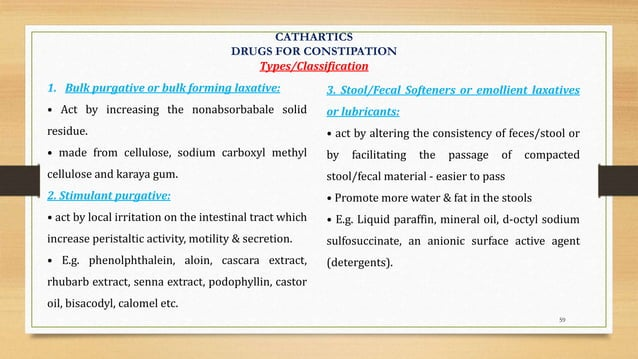 CATHARTICS
DRUGS FOR CONSTIPATION
Types/Classification
1. Bulk purgative or bulk forming laxative:
• Act by increasing the nonabsorbabale solid
residue.
• made from cellulose, sodium carboxyl methyl
cellulose and karaya gum.
2. Stimulant purgative:
• act by local irritation on the intestinal tract which
increase peristaltic activity, motility & secretion.
• E.g. phenolphthalein, aloin, cascara extract,
rhubarb extract, senna extract, podophyllin, castor
oil, bisacodyl, calomel etc.
3. Stool/Fecal Softeners or emollient laxatives
or lubricants:
• act by altering the consistency of feces/stool or
by facilitating the passage of compacted
stool/fecal material - easier to pass
• Promote more water & fat in the stools
• E.g. Liquid paraffin, mineral oil, d-octyl sodium
sulfosuccinate, an anionic surface active agent
(detergents).
59